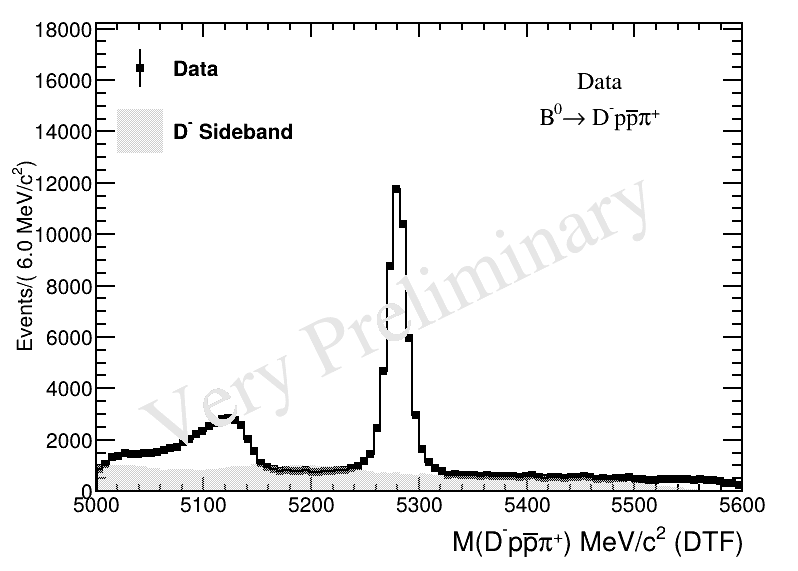 18000
16000
14000
12000
10000
8000
6000
4000
2000
0
Events/( 6.0 MeV/c²)
Data
D⁻ Sideband
Data
B⁰→ D⁻pp̅π⁺
Very Preliminary
5000 5100 5200 5300 5400 5500 5600
M(D⁻pp̅π⁺) MeV/c² (DTF)